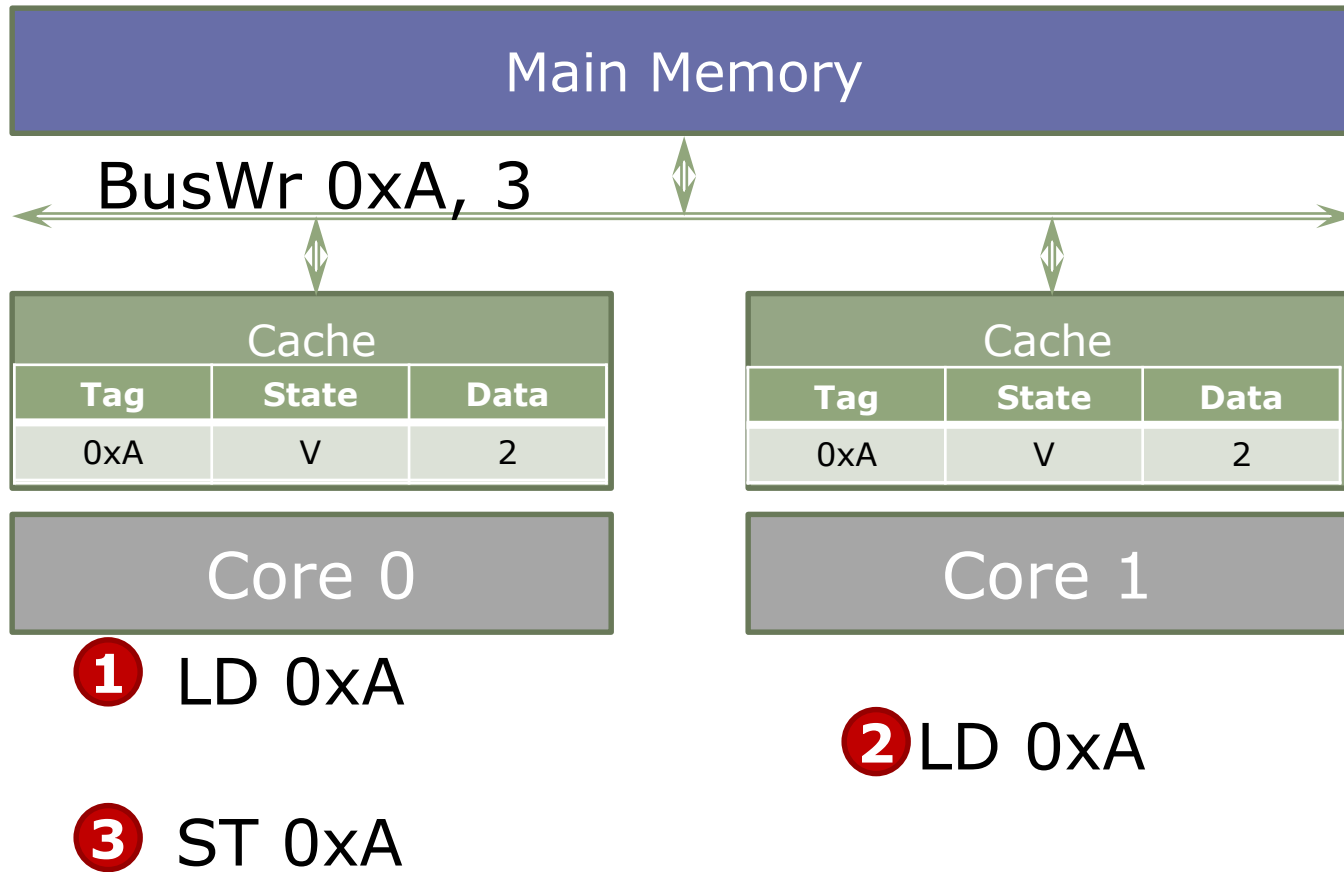 Main Memory
BusWr 0xA, 3
Cache
Tag State Data
0xA V 2
Cache
Tag State Data
0xA V 2
Core 0
Core 1
1 LD 0xA
2 LD 0xA
3 ST 0xA